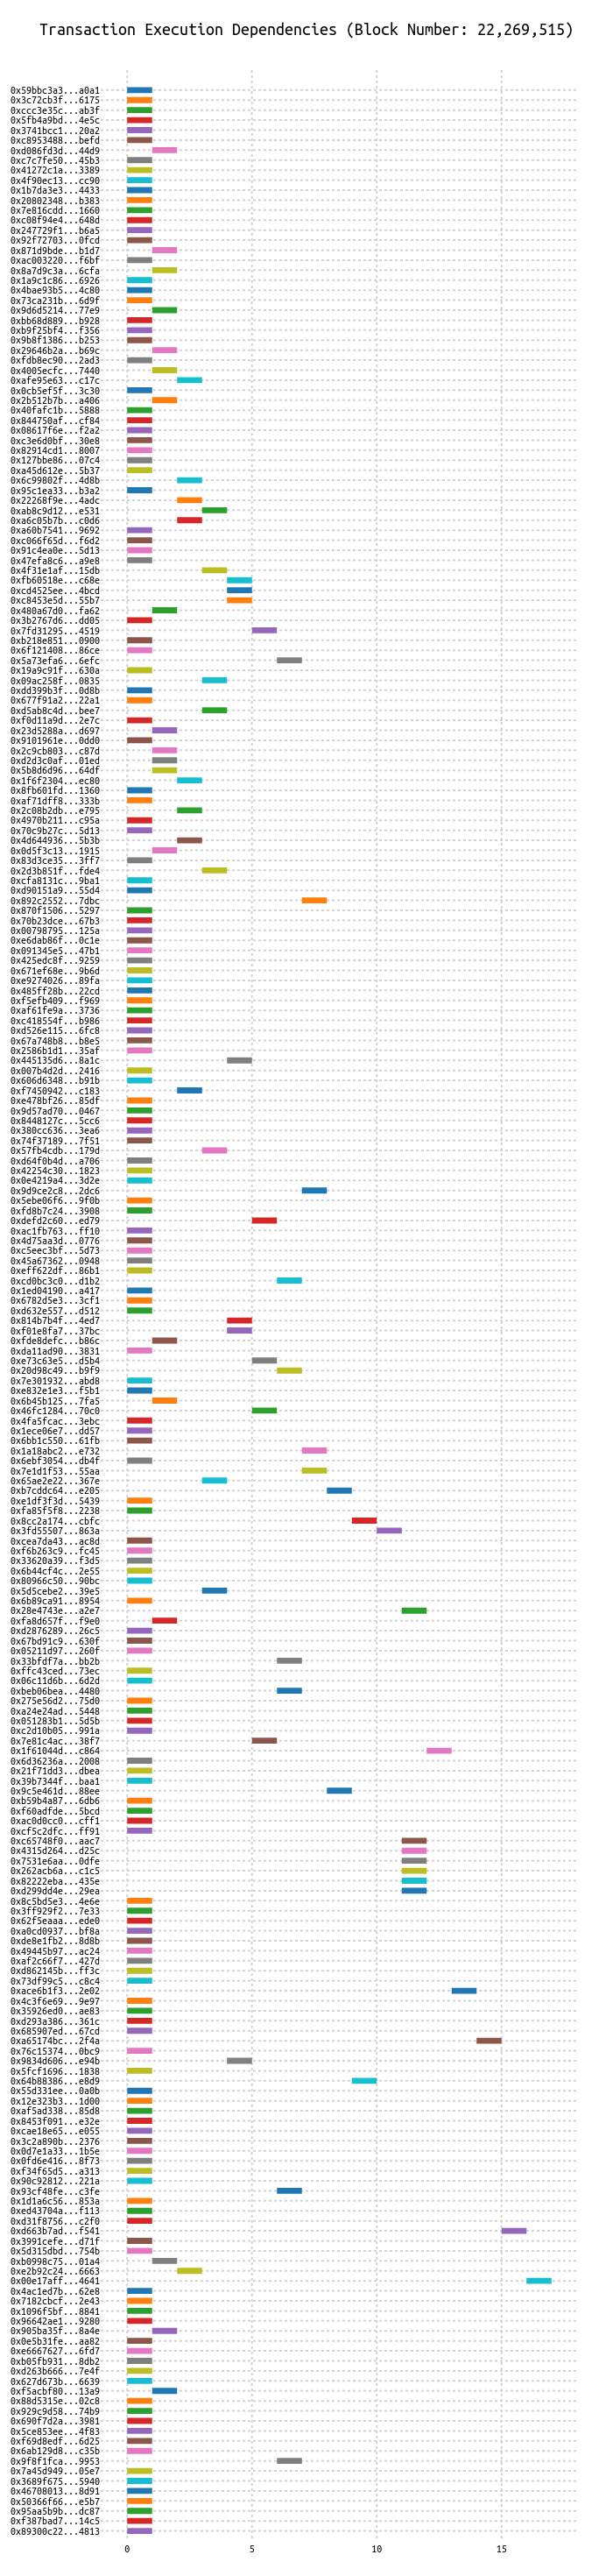 Transaction Execution Dependencies (Block Number: 22,269,515)
0x59bbc3a3...a0a1
0x3c72cb3f...6175
0xccc3e35c...ab3f
0x5fb4a9bd...4e5c
0x3741bcc1...20a2
0xc8953488...befd
0xd086fd3d...44d9
0xc7c7fe50...45b3
0x41272c1a...3389
0x4f90ec13...cc90
0x1b7da3e3...4433
0x20802348...b383
0x7e816cdd...1660
0xc08f94e4...648d
0x247729f1...b6a5
0x92f72703...0fcd
0x871d9bde...b1d7
0xac003220...f6bf
0x8a7d9c3a...6cfa
0x1a9c1c86...6926
0x4bae93b5...4c80
0x73ca231b...6d9f
0x9d6d5214...77e9
0xbb68d889...b928
0xb9f25bf4...f356
0x9b8f1386...b253
0x29646b2a...b69c
0xfdb8ec90...2ad3
0x4005ecfc...7440
0xafe95e63...c17c
0x0cb5ef5f...3c30
0x2b512b7b...a406
0x40fafc1b...5888
0x844750af...cf84
0x08617f6e...f2a2
0xc3e6d0bf...30e8
0x82914cd1...8007
0x127bbe86...07c4
0xa45d612e...5b37
0x6c99802f...4d8b
0x95c1ea33...b3a2
0x22268f9e...4adc
0xab8c9d12...e531
0xa6c05b7b...c0d6
0xa60b7541...9692
0xc066f65d...f6d2
0x91c4ea0e...5d13
0x47efa8c6...a9e8
0x4f31e1af...15db
0xfb60518e...c68e
0xcd4525ee...4bcd
0xc8453e5d...55b7
0x480a67d0...fa62
0x3b2767d6...dd05
0x7fd31295...4519
0xb218e851...0900
0x6f121408...86ce
0x5a73efa6...6efc
0x19a9c91f...630a
0x09ac258f...0835
0xdd399b3f...0d8b
0x677f91a2...22a1
0xd5ab8c4d...bee7
0xf0d11a9d...2e7c
0x23d5288a...d697
0x9101961e...0dd0
0x2c9cb803...c87d
0xd2d3c0af...01ed
0x5b8d6d96...64df
0x1f6f2304...ec80
0x8fb601fd...1360
0xaf71dff8...333b
0x2c08b2db...e795
0x4970b211...c95a
0x70c9b27c...5d13
0x4d644936...5b3b
0x0d5f3c13...1915
0x83d3ce35...3ff7
0x2d3b851f...fde4
0xcfa8131c...9ba1
0xd90151a9...55d4
0x892c2552...7dbc
0x870f1506...5297
0x70b23dce...67b3
0x00798795...125a
0xe6dab86f...0c1e
0x091345e5...47b1
0x425edc8f...9259
0x671ef68e...9b6d
0xe9274026...89fa
0x485ff28b...22cd
0xf5efb409...f969
0xaf61fe9a...3736
0xc418554f...b986
0xd526e115...6fc8
0x67a748b8...b8e5
0x2586b1d1...35af
0x445135d6...8a1c
0x007b4d2d...2416
0x606d6348...b91b
0xf7450942...c183
0xe478bf26...85df
0x9d57ad70...0467
0x8448127c...5cc6
0x380cc636...3ea6
0x74f37189...7f51
0x57fb4cdb...179d
0xd64f0b4d...a706
0x42254c30...1823
0x0e4219a4...3d2e
0x9d9ce2c8...2dc6
0x5ebe06f6...9f0b
0xfd8b7c24...3908
0xdefd2c60...ed79
0xac1fb763...ff10
0x4d75aa3d...0776
0xc5eec3bf...5d73
0x45a67362...0948
0xeff622df...86b1
0xcd0bc3c0...d1b2
0x1ed04190...a417
0x6782d5e3...3cf1
0xd632e557...d512
0x814b7b4f...4ed7
0xf01e8fa7...37bc
0xfde8defc...b86c
0xda11ad90...3831
0xe73c63e5...d5b4
0x20d98c49...b9f9
0x7e301932...abd8
0xe832e1e3...f5b1
0x6b45b125...7fa5
0x46fc1284...70c0
0x4fa5fcac...3ebc
0x1ece06e7...dd57
0x6bb1c550...61fb
0x1a18abc2...e732
0x6ebf3054...db4f
0x7e1d1f53...55aa
0x65ae2e22...367e
0xb7cddc64...e205
0xe1df3f3d...5439
0xfa85f5f8...2238
0x8cc2a174...cbfc
0x3fd55507...863a
0xcea7da43...ac8d
0xf6b263c9...fc45
0x33620a39...f3d5
0x6b44cf4c...2e55
0x80966c50...90bc
0x5d5cebe2...39e5
0x6b89ca91...8954
0x28e4743e...a2e7
0xfa8d657f...f9e0
0xd2876289...26c5
0x67bd91c9...630f
0x05211d97...260f
0x33bfdf7a...bb2b
0xffc43ced...73ec
0x06c11d6b...6d2d
0xbeb06bea...4480
0x275e56d2...75d0
0xa24e24ad...5448
0x051283b1...5d5b
0xc2d10b05...991a
0x7e81c4ac...38f7
0x1f61044d...c864
0x6d36236a...2008
0x21f71dd3...dbea
0x39b7344f...baa1
0x9c5e461d...88ee
0xb59b4a87...6db6
0xf60adfde...5bcd
0xac0d0cc0...cff1
0xcf5c2dfc...ff91
0xc65748f0...aac7
0x4315d264...d25c
0x7531e6aa...0dfe
0x262acb6a...c1c5
0x82222eba...435e
0xd299dd4e...29ea
0x8c5bd5e3...4e6e
0x3ff929f2...7e33
0x62f5eaaa...ede0
0xa0cd0937...bf8a
0xde8e1fb2...8d8b
0x49445b97...ac24
0xaf2c66f7...427d
0xd862145b...ff3c
0x73df99c5...c8c4
0xace6b1f3...2e02
0x4c3f6e69...9e97
0x35926ed0...ae83
0xd293a386...361c
0x685907ed...67cd
0xa65174bc...2f4a
0x76c15374...0bc9
0x9834d606...e94b
0x5fcf1696...1838
0x64b88386...e8d9
0x55d331ee...0a0b
0x12e323b3...1d00
0xaf5ad338...85d8
0x8453f091...e32e
0xcae18e65...e055
0x3c2a890b...2376
0x0d7e1a33...1b5e
0x0fd6e416...8f73
0xf34f65d5...a313
0x90c92812...221a
0x93cf48fe...c3fe
0x1d1a6c56...853a
0xed43704a...f113
0xd31f8756...c2f0
0xd663b7ad...f541
0x3991cefe...d71f
0x5d315dbd...754b
0xb0998c75...01a4
0xe2b92c24...6663
0x00e17aff...4641
0x4ac1ed7b...62e8
0x7182cbcf...2e43
0x1096f5bf...8841
0x96642ae1...9280
0x905ba35f...8a4e
0x0e5b31fe...aa82
0xe6667627...6fd7
0xb05fb931...8db2
0xd263b666...7e4f
0x627d673b...6639
0xf5acbf80...13a9
0x88d5315e...02c8
0x929c9d58...74b9
0x690f7d2a...3981
0x5ce853ee...4f83
0xf69d8edf...6d25
0x6ab129d8...c35b
0x9f8f1fca...9953
0x7a45d949...05e7
0x3689f675...5940
0x46708013...8d91
0x50366f66...e5b7
0x95aa5b9b...dc87
0xf387bad7...14c5
0x89300c22...4813
0 5 10 15